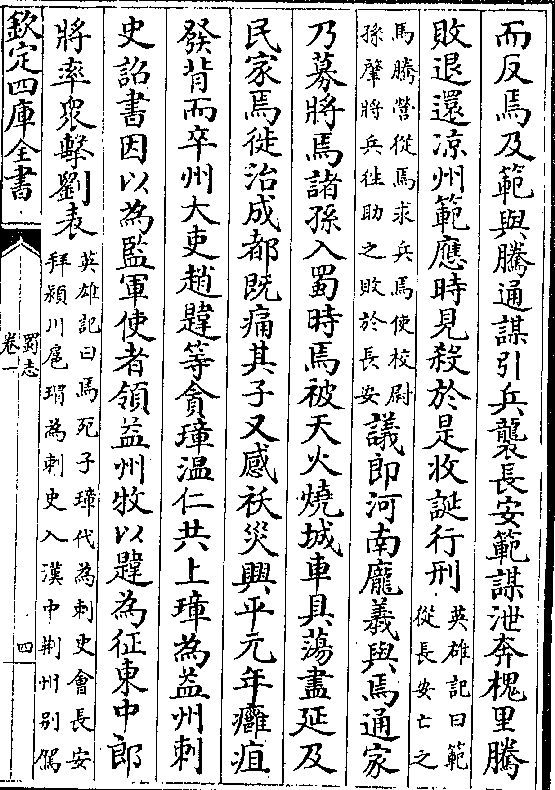 而反焉及範與騰通謀引兵襲長安範謀泄奔槐里騰
敗退還涼州範應時見殺於是收誕行刑
英雄記曰範
從長安亡之
馬騰營從焉求兵焉使校尉
孫肇將兵徃助之敗於長安
議郎河南龐羲與焉通家
乃募將焉諸孫入蜀時焉被天火燒城車具蕩盡延及
民家焉徙治成都既痛其子又感祅災興平元年癰疽
發背而卒州大吏趙韙等貪璋温仁共上璋為益州刺
史詔書因以為監軍使者領益州牧以韙為征東中郎
將率衆擊劉表
英雄記曰焉死子璋代為刺史會長安
拜潁川扈瑁為刺史入漢中荆州别駕
欽定四庫全書
蜀志
卷一
四